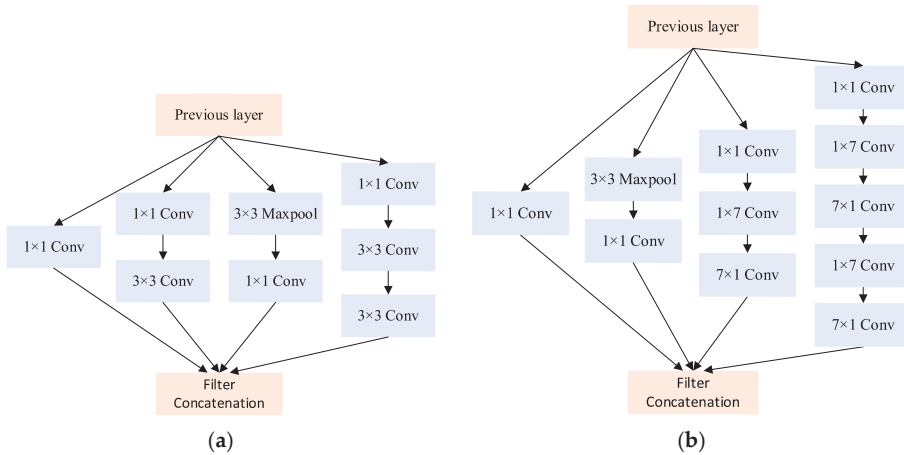 Previous layer
1×1 Conv
1×1 Conv
3×3 Conv
3×3 Maxpool
1×1 Conv
1×1 Conv
3×3 Conv
3×3 Conv
Filter
Concatenation
(a)
Previous layer
1×1 Conv
3×3 Maxpool
1×1 Conv
1×1 Conv
1×7 Conv
7×1 Conv
1×1 Conv
1×7 Conv
7×1 Conv
1×7 Conv
7×1 Conv
Filter
Concatenation
(b)